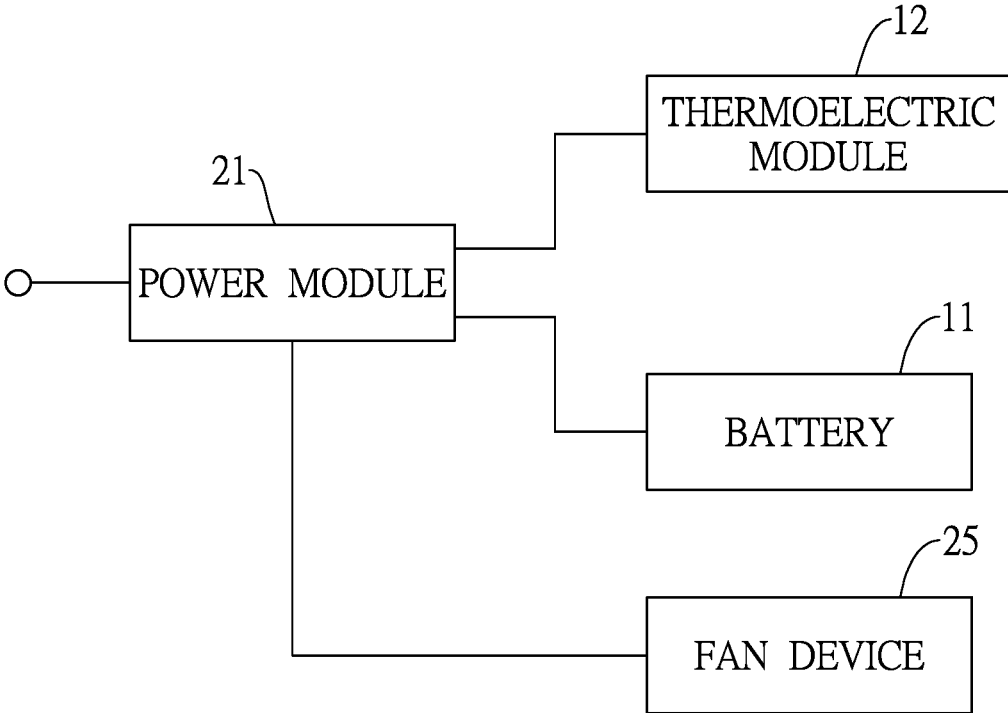 12
THERMOELECTRIC
MODULE
21
POWER MODULE
11
BATTERY
25
FAN DEVICE